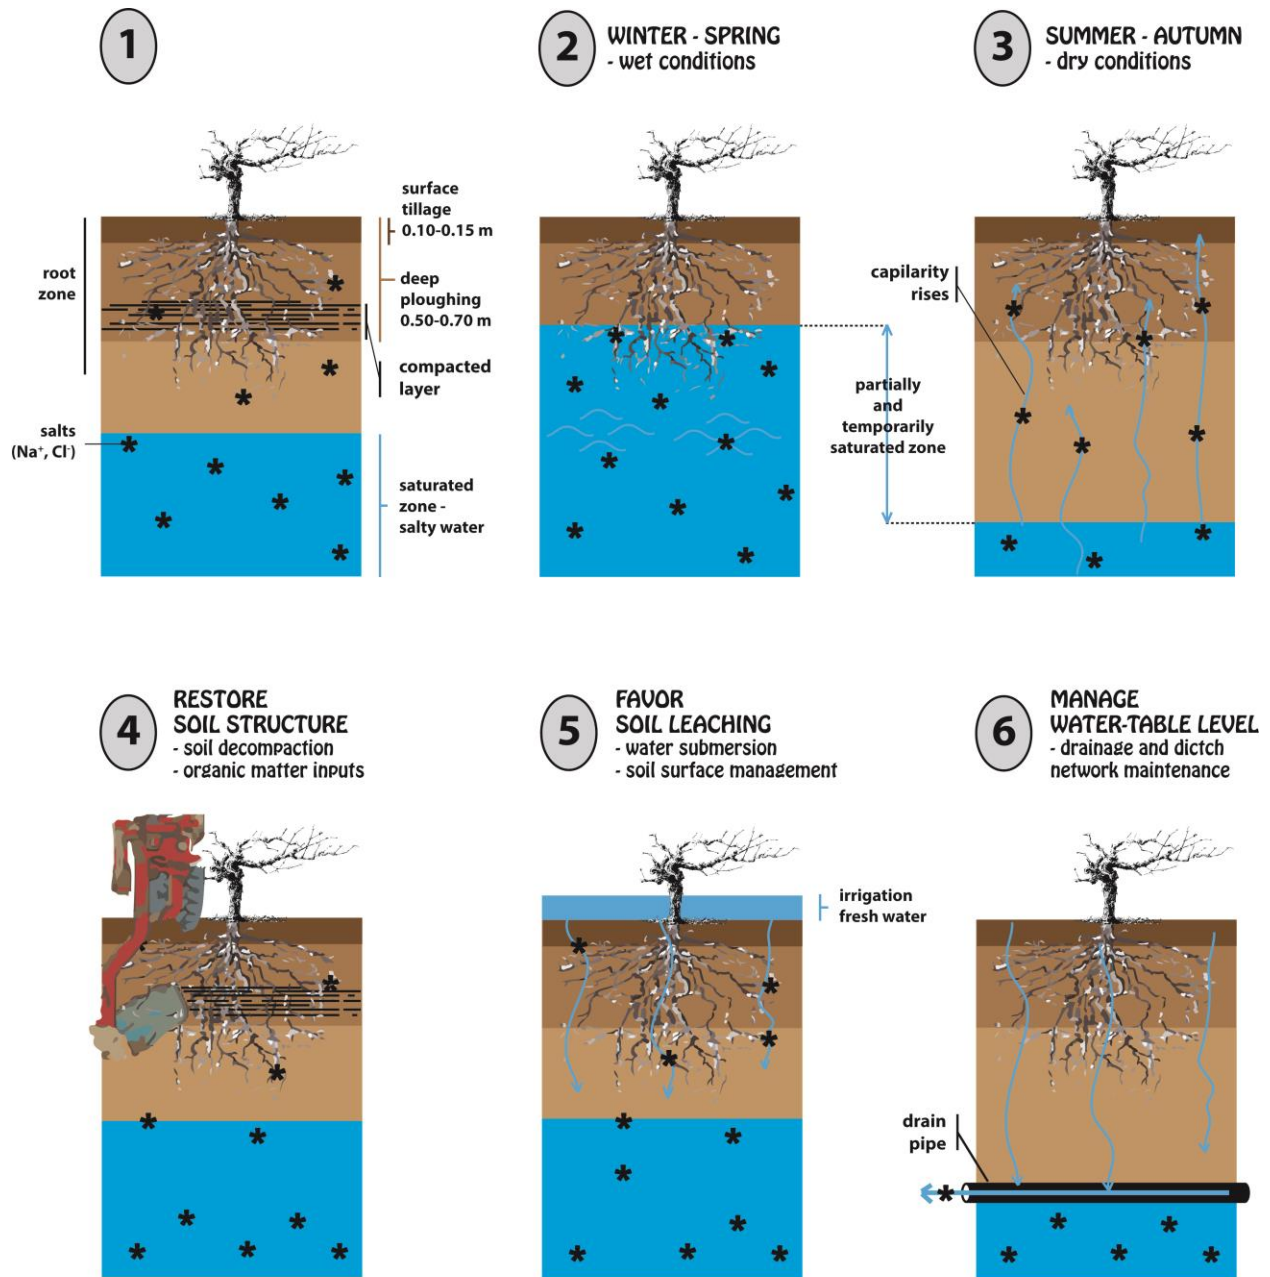 1
2
WINTER - SPRING
- wet conditions
3
SUMMER - AUTUMN
- dry conditions
surface
tillage
0.10-0.15 m
root
zone
deep
ploughing
0.50-0.70 m
compacted
layer
salts
(Na⁺, Cl⁻)
saturated
zone -
salty water
partially
and
temporarily
saturated zone
capilarity
rises
4
RESTORE
SOIL STRUCTURE
- soil decompaction
- organic matter inputs
5
FAVOR
SOIL LEACHING
- water submersion
- soil surface management
6
MANAGE
WATER-TABLE LEVEL
- drainage and dictch
network maintenance
irrigation
fresh water
drain
pipe